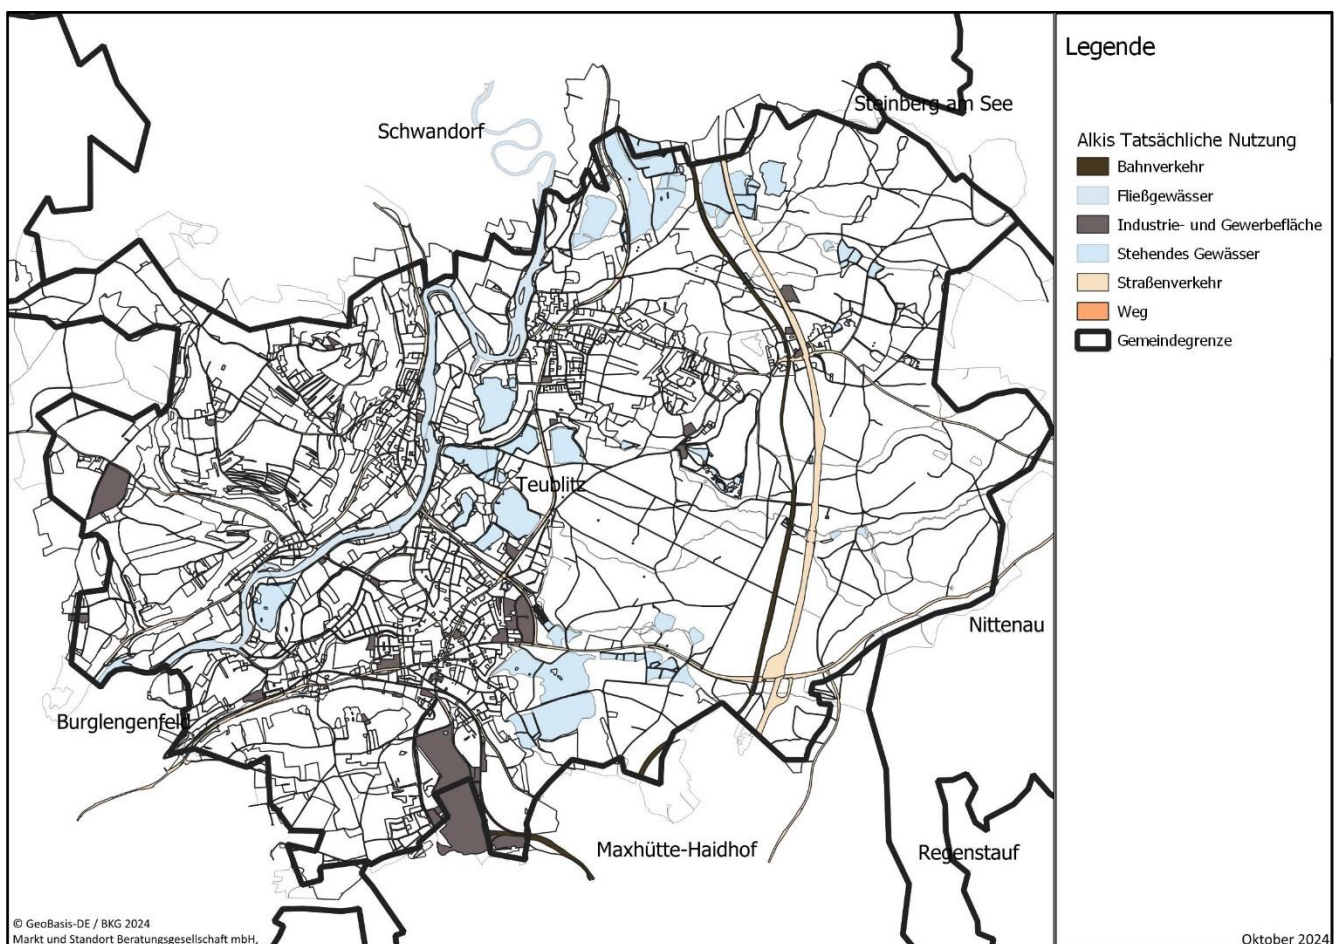 Legende
Steinberg am See
Schwandorf
Alkis Tatsächliche Nutzung
Bahnverkehr
Fließgewässer
Industrie- und Gewerbefläche
Stehendes Gewässer
Straßenverkehr
Weg
Gemeindegrenze
Teublitz
Nittenau
Burglengenfeld
Maxhütte-Haidhof
Regenstauf
© GeoBasis-DE / BKG 2024
Markt und Standort Beratungsgesellschaft mbH,
Oktober 2024